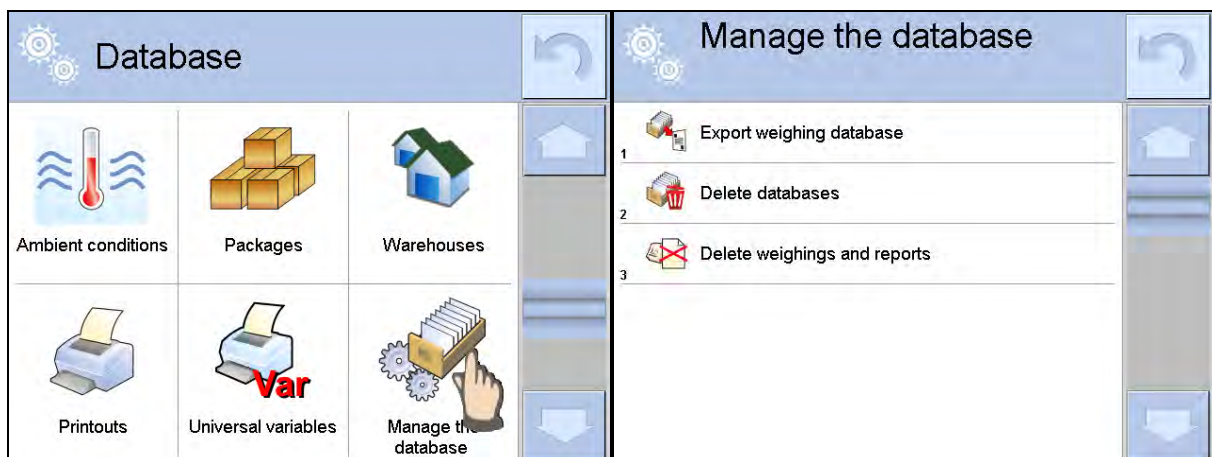 Database
Ambient conditions
Packages
Warehouses
Printouts
Var
Universal variables
Manage the
database
Manage the database
1
Export weighing database
2
Delete databases
3
Delete weighings and reports